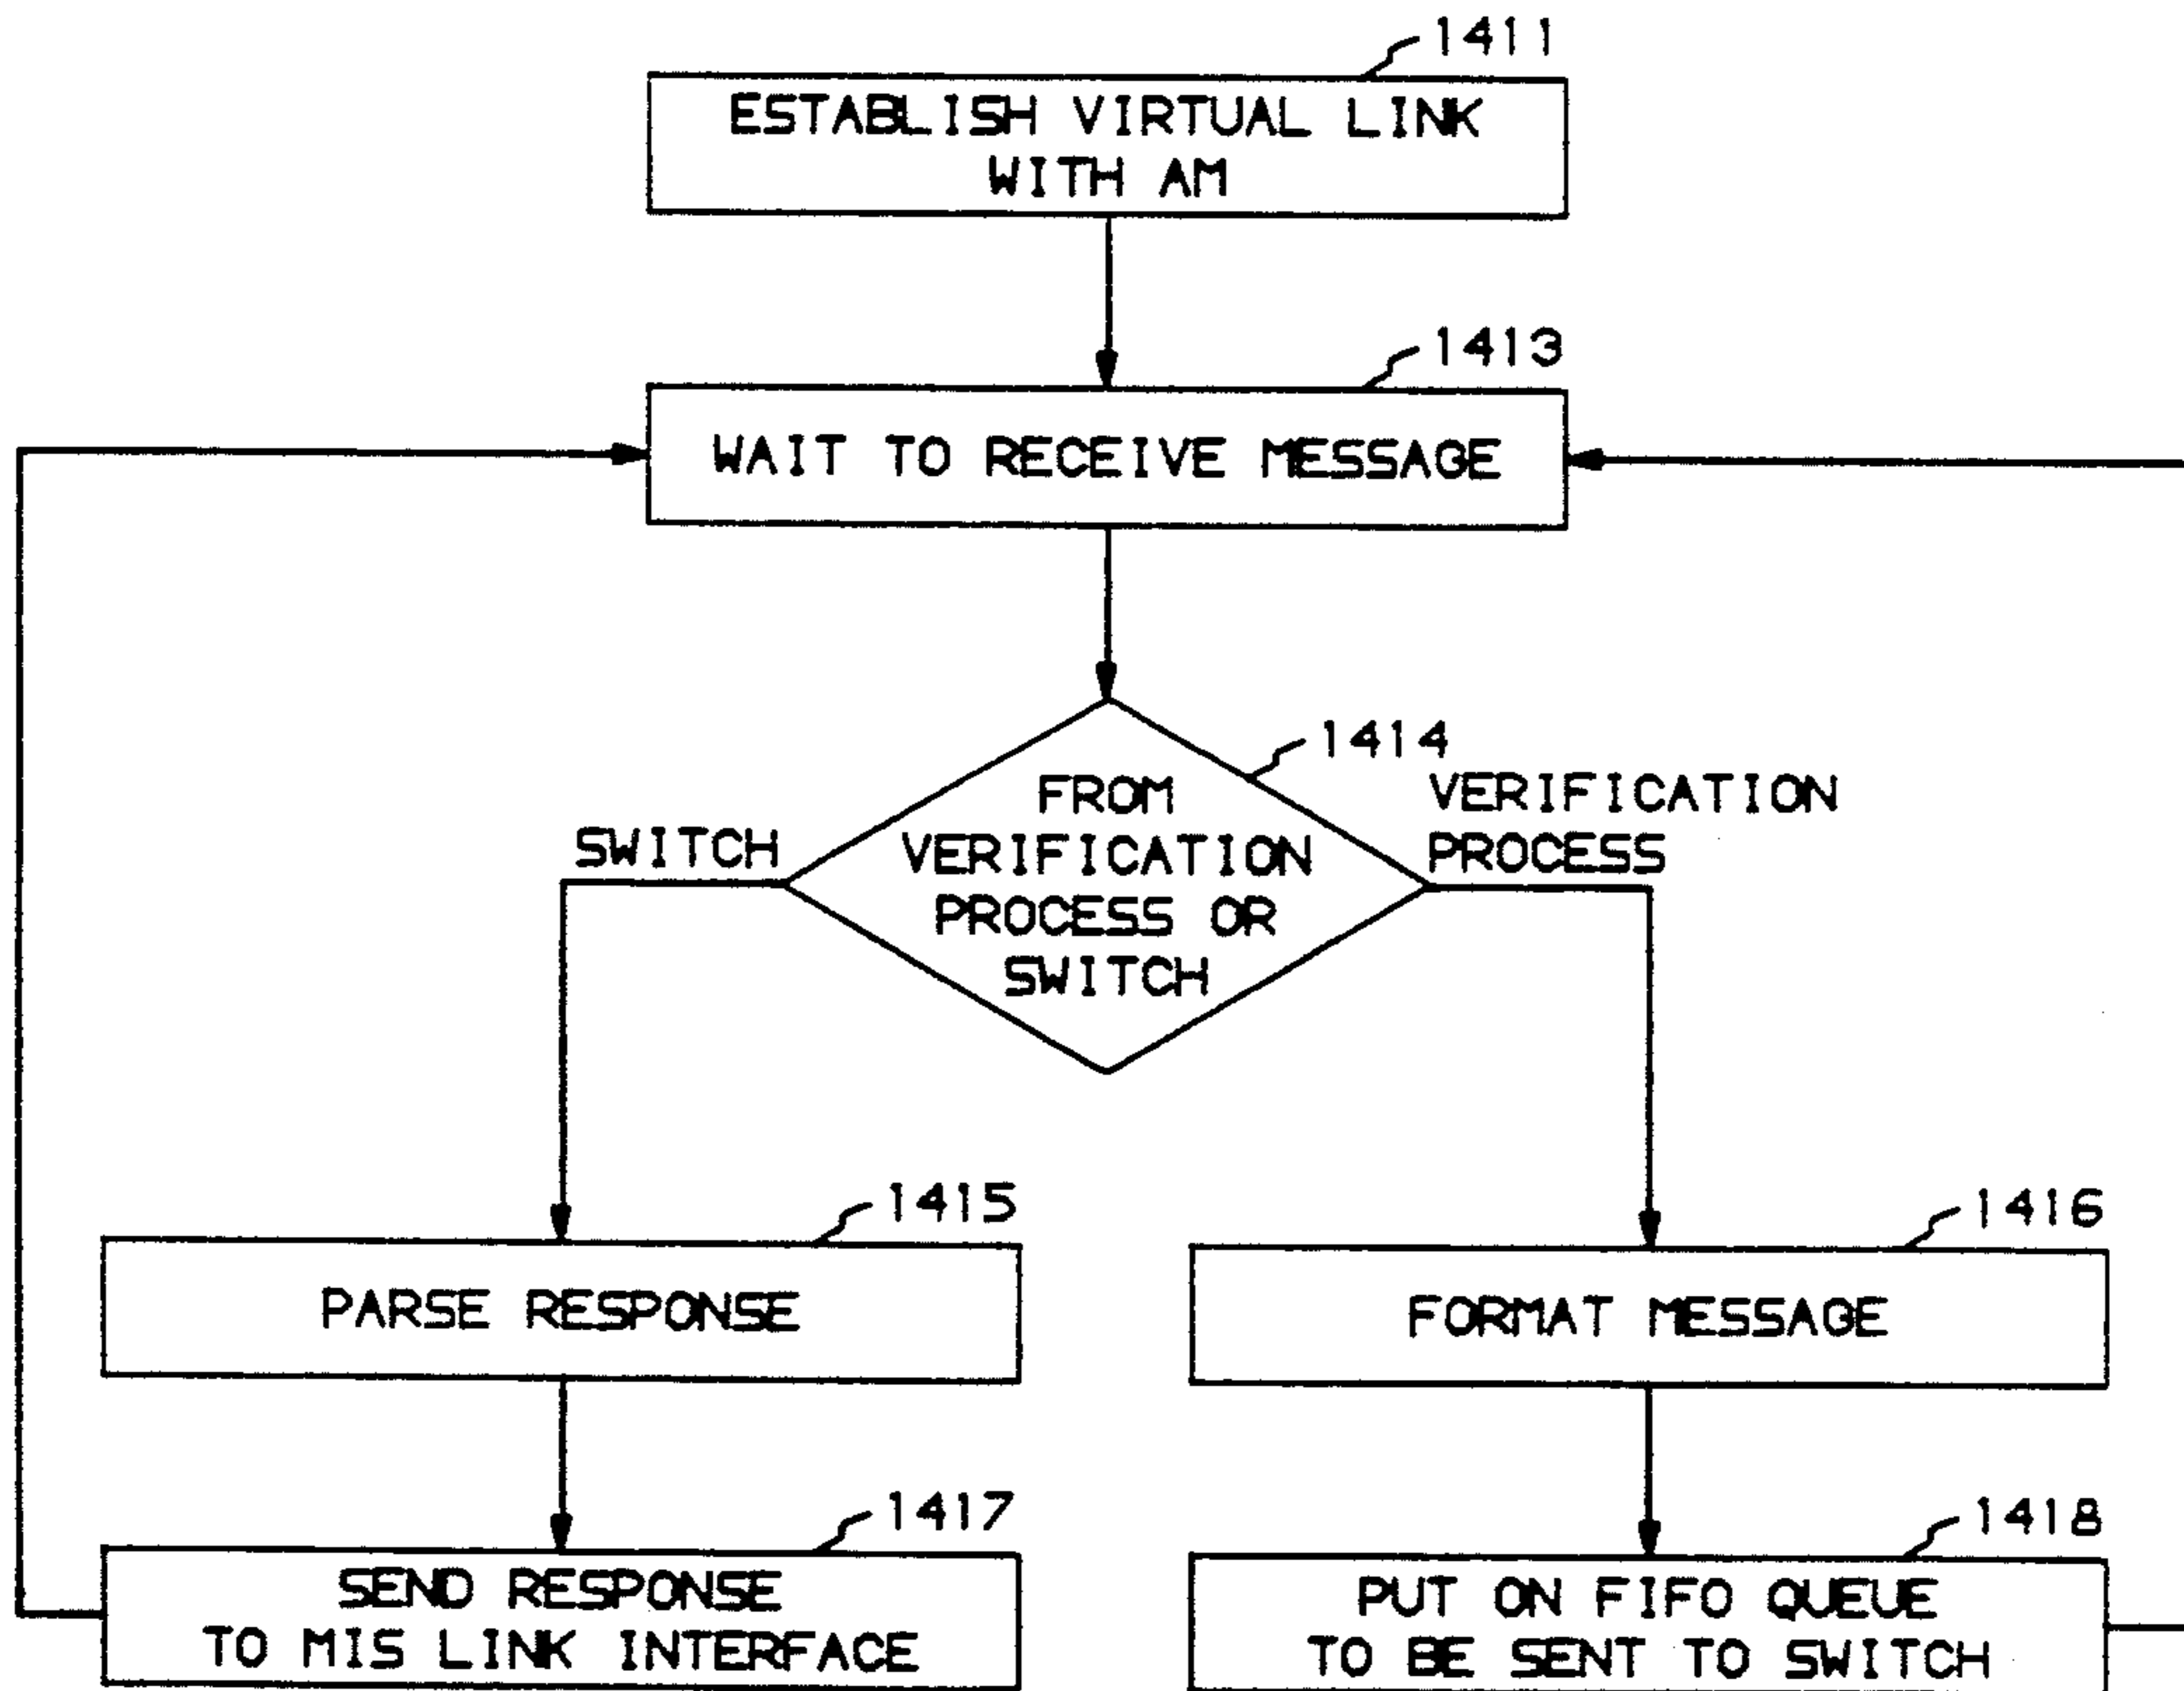 1411
ESTABLISH VIRTUAL LINK
WITH AM
1413
WAIT TO RECEIVE MESSAGE
1414
FROM
VERIFICATION
PROCESS OR
SWITCH
SWITCH
VERIFICATION
PROCESS
1415
PARSE RESPONSE
1416
FORMAT MESSAGE
1417
SEND RESPONSE
TO MIS LINK INTERFACE
1418
PUT ON FIFO QUEUE
TO BE SENT TO SWITCH